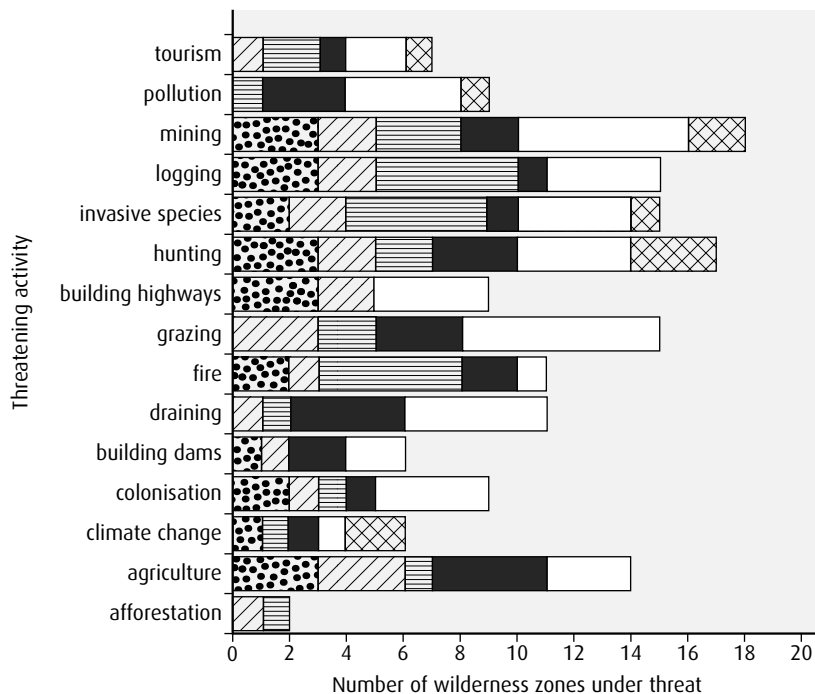 Threatening activity
tourism
pollution
mining
logging
invasive species
hunting
building highways
grazing
fire
draining
building dams
colonisation
climate change
agriculture
afforestation
0 2 4 6 8 10 12 14 16 18 20
Number of wilderness zones under threat